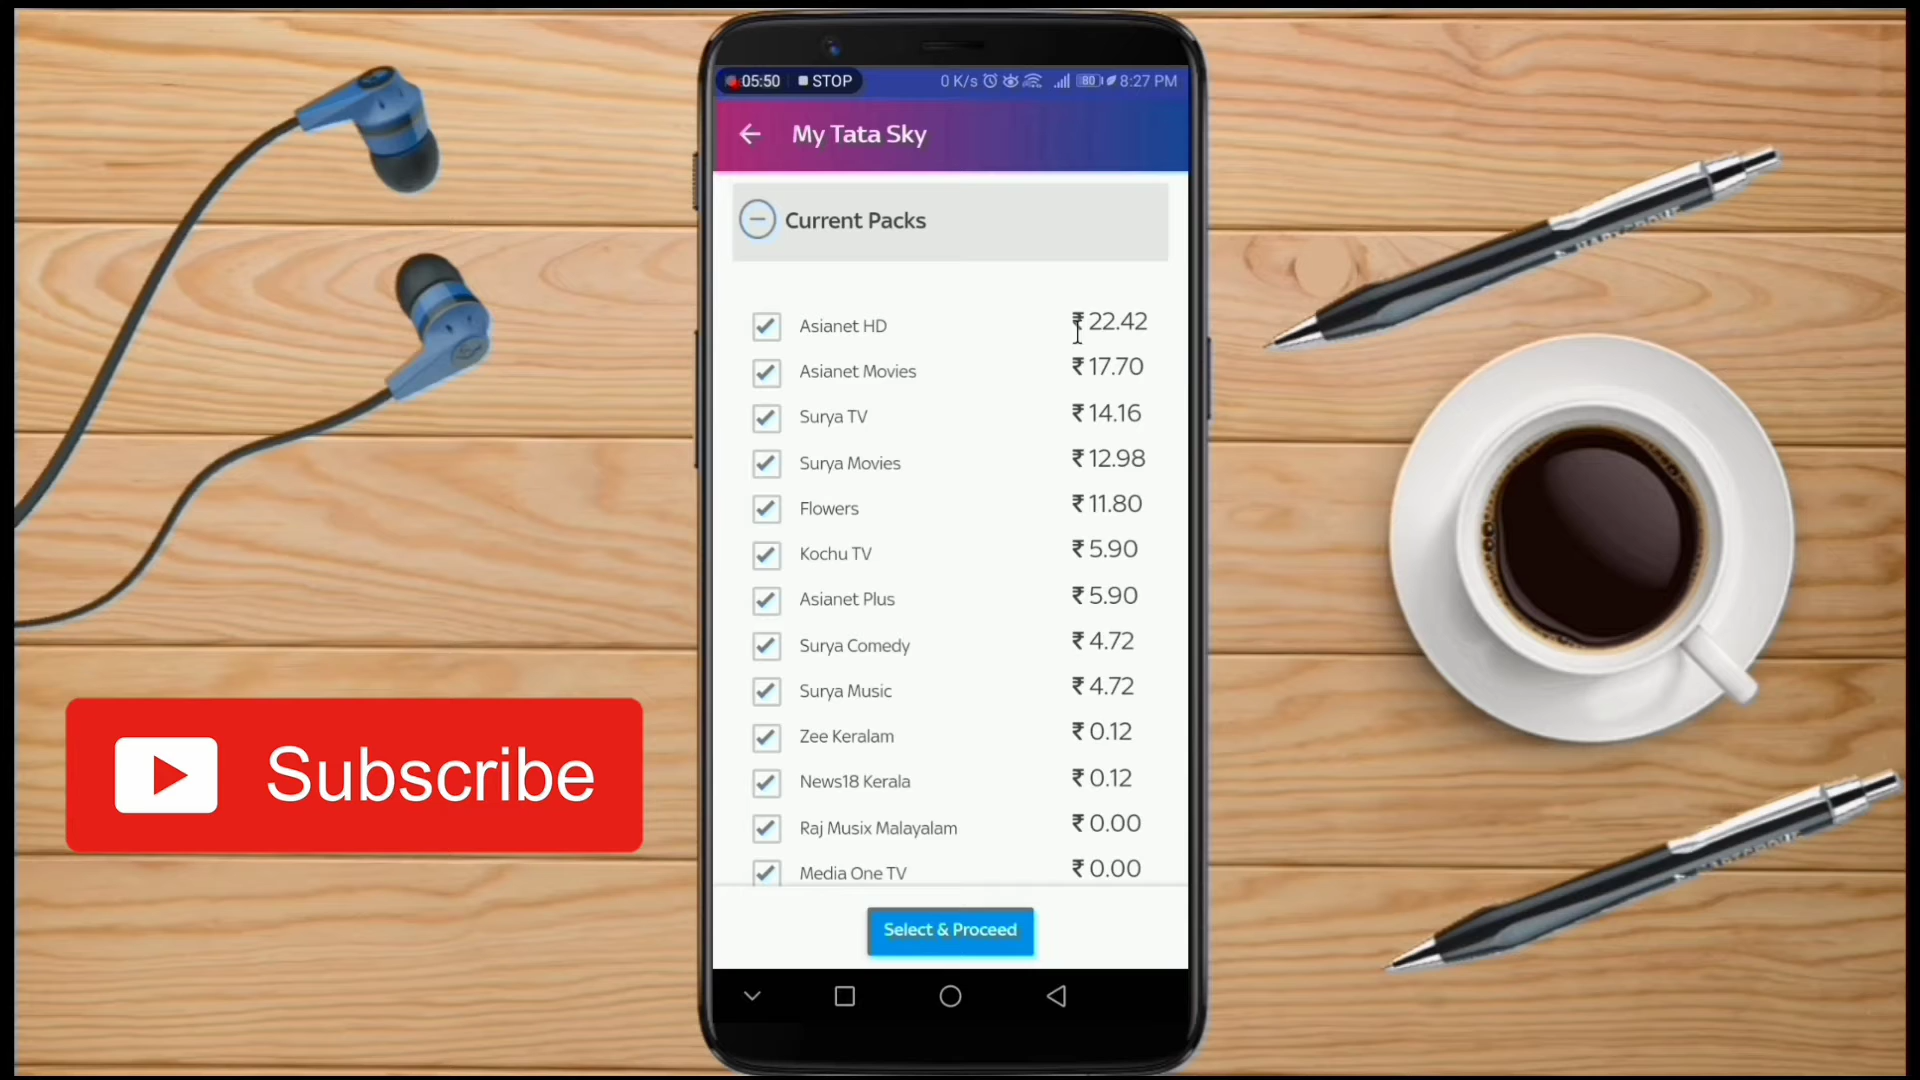 05:50 STOP 0 K/s 80 8:27 PM
My Tata Sky
Current Packs
Asianet HD ₹ 22.42
Asianet Movies ₹ 17.70
Surya TV ₹ 14.16
Surya Movies ₹ 12.98
Flowers ₹ 11.80
Kochu TV ₹ 5.90
Asianet Plus ₹ 5.90
Surya Comedy ₹ 4.72
Surya Music ₹ 4.72
Zee Keralam ₹ 0.12
News18 Kerala ₹ 0.12
Raj Musix Malayalam ₹ 0.00
Media One TV ₹ 0.00
Select & Proceed
Subscribe